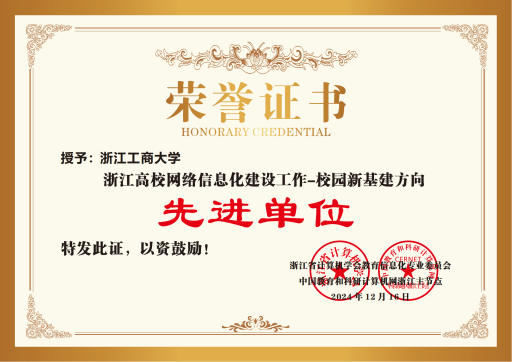 荣誉证书
HONORARY CREDENTIAL
授予：浙江工商大学
浙江高校网络信息化建设工作-校园新基建方向
先进单位
特发此证，以资鼓励！
浙江省计算机学会教育信息化专业委员会
中国教育和科研计算机网浙江主节点
2024年12月16日
CERNET